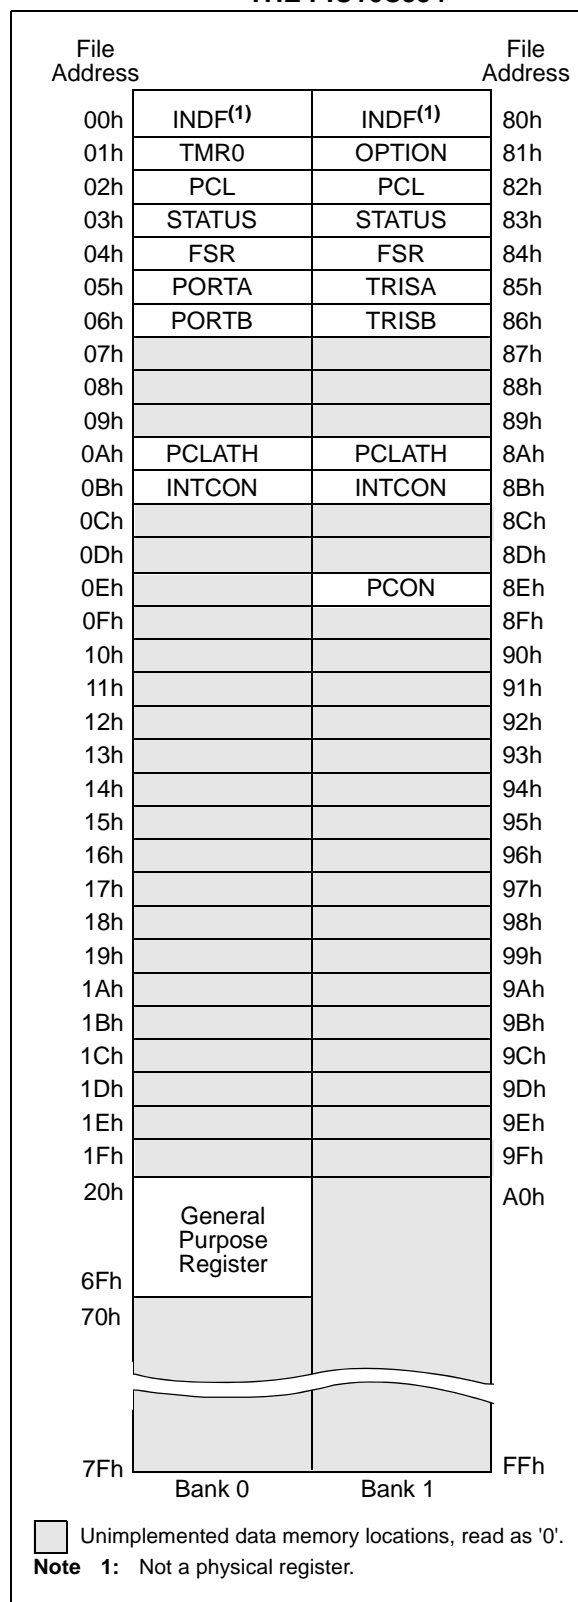 File File
Address Address
00h INDF(1) INDF(1) 80h
01h TMR0 OPTION 81h
02h PCL PCL 82h
03h STATUS STATUS 83h
04h FSR FSR 84h
05h PORTA TRISA 85h
06h PORTB TRISB 86h
07h 87h
08h 88h
09h 89h
0Ah PCLATH PCLATH 8Ah
0Bh INTCON INTCON 8Bh
0Ch 8Ch
0Dh 8Dh
0Eh PCON 8Eh
0Fh 8Fh
10h 90h
11h 91h
12h 92h
13h 93h
14h 94h
15h 95h
16h 96h
17h 97h
18h 98h
19h 99h
1Ah 9Ah
1Bh 9Bh
1Ch 9Ch
1Dh 9Dh
1Eh 9Eh
1Fh 9Fh
20h A0h
General
Purpose
Register
6Fh
70h
7Fh FFh
Bank 0 Bank 1
Unimplemented data memory locations, read as '0'.
Note 1: Not a physical register.